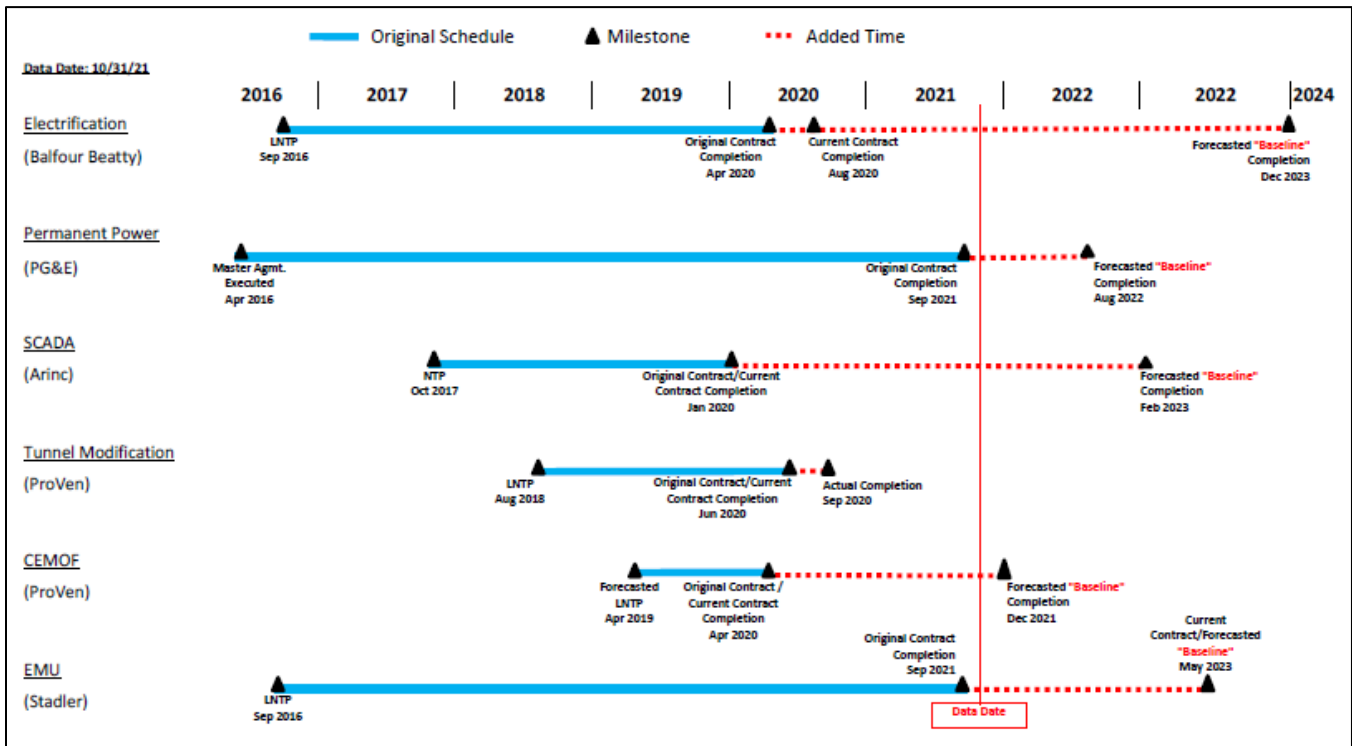 Original Schedule
Milestone
Added Time
Data Date: 10/31/21
2016 2017 2018 2019 2020 2021 2022 2022 2024
Electrification
(Balfour Beatty)
LNTP
Sep 2016
Original Contract
Completion
Apr 2020
Current Contract
Completion
Aug 2020
Forecasted "Baseline"
Completion
Dec 2023
Permanent Power
(PG&E)
Master Agmt.
Executed
Apr 2016
Original Contract
Completion
Sep 2021
Forecasted "Baseline"
Completion
Aug 2022
SCADA
(Arinc)
NTP
Oct 2017
Original Contract/Current
Contract Completion
Jan 2020
Forecasted "Baseline"
Completion
Feb 2023
Tunnel Modification
(ProVen)
LNTP
Aug 2018
Original Contract/Current
Contract Completion
Jun 2020
Actual Completion
Sep 2020
CEMOF
(ProVen)
Forecasted
LNTP
Apr 2019
Original Contract /
Current Contract
Completion
Apr 2020
Forecasted "Baseline"
Completion
Dec 2021
EMU
(Stadler)
LNTP
Sep 2016
Original Contract
Completion
Sep 2021
Current
Contract/Forecasted
"Baseline"
May 2023
Data Date